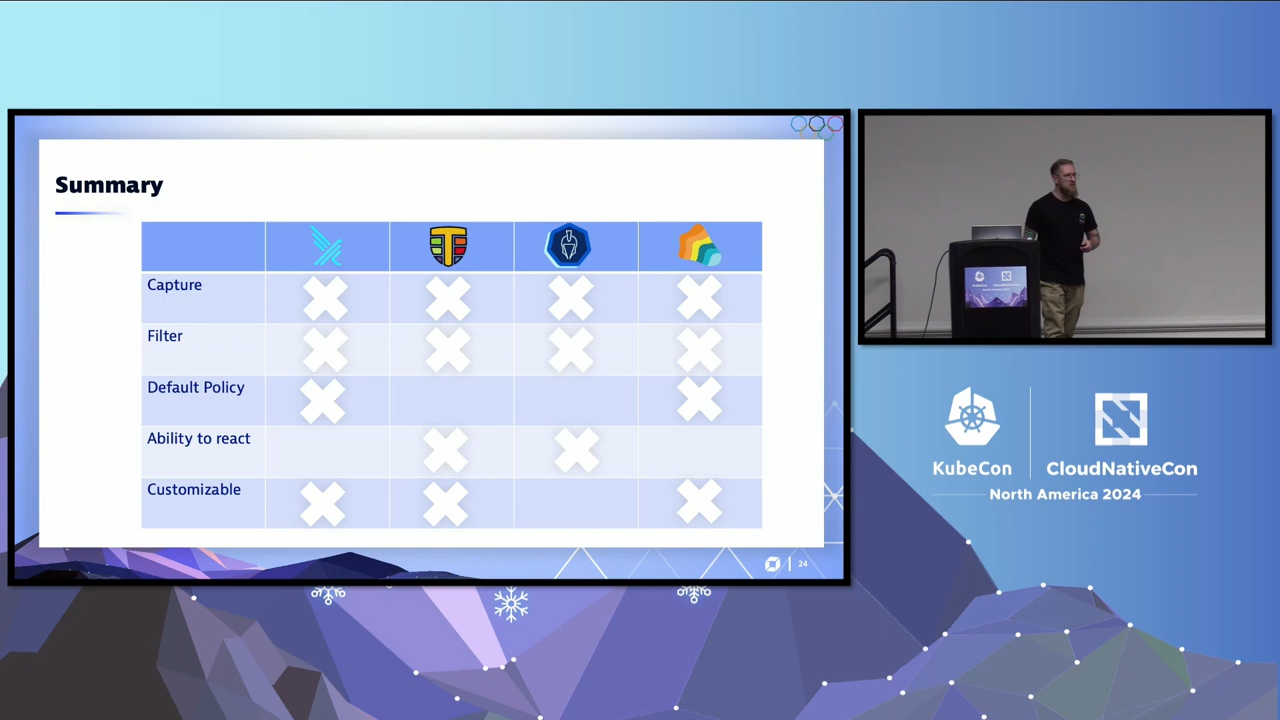 Summary
Capture
Filter
Default Policy
Ability to react
Customizable
24
KubeCon
CloudNativeCon
North America 2024